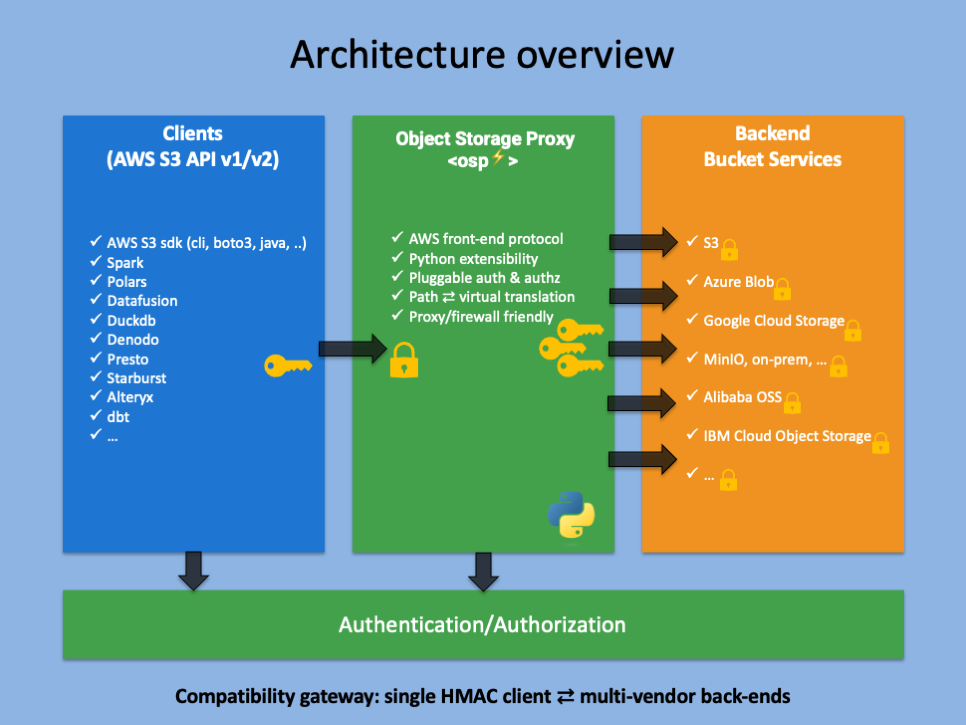 Architecture overview
Clients
(AWS S3 API v1/v2)
✓ AWS S3 sdk (cli, boto3, java, ..)
✓ Spark
✓ Polars
✓ Datafusion
✓ Duckdb
✓ Denodo
✓ Presto
✓ Starburst
✓ Alteryx
✓ dbt
✓ ...
Object Storage Proxy
<osp⚡>
✓ AWS front-end protocol
✓ Python extensibility
✓ Pluggable auth & authz
✓ Path ⇄ virtual translation
✓ Proxy/firewall friendly
Backend
Bucket Services
✓ S3
✓ Azure Blob
✓ Google Cloud Storage
✓ MinIO, on-prem, ...
✓ Alibaba OSS
✓ IBM Cloud Object Storage
✓ ...
Authentication/Authorization
Compatibility gateway: single HMAC client ⇄ multi-vendor back-ends